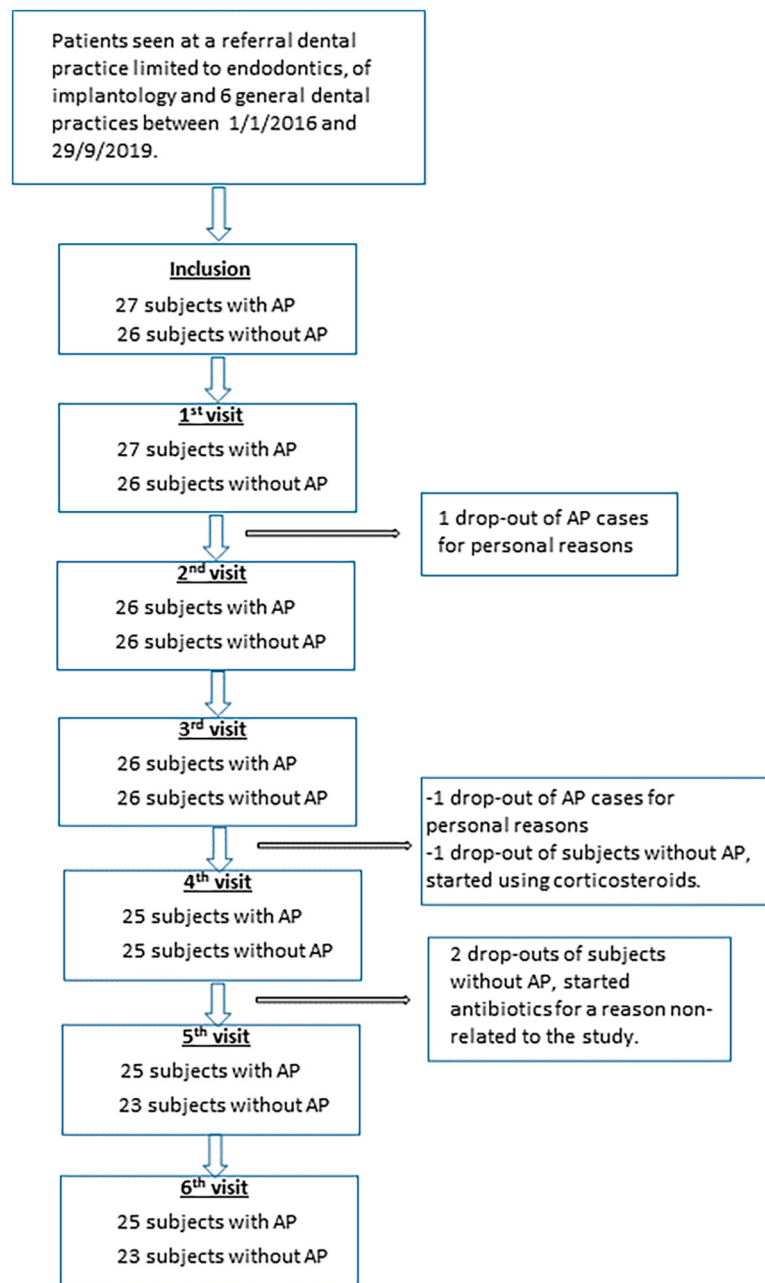 Patients seen at a referral dental
practice limited to endodontics, of
implantology and 6 general dental
practices between 1/1/2016 and
29/9/2019.
Inclusion
27 subjects with AP
26 subjects without AP
1st visit
27 subjects with AP
26 subjects without AP
1 drop-out of AP cases
for personal reasons
2nd visit
26 subjects with AP
26 subjects without AP
3rd visit
26 subjects with AP
26 subjects without AP
-1 drop-out of AP cases for
personal reasons
-1 drop-out of subjects without AP,
started using corticosteroids.
4th visit
25 subjects with AP
25 subjects without AP
2 drop-outs of subjects
without AP, started
antibiotics for a reason non-
related to the study.
5th visit
25 subjects with AP
23 subjects without AP
6th visit
25 subjects with AP
23 subjects without AP